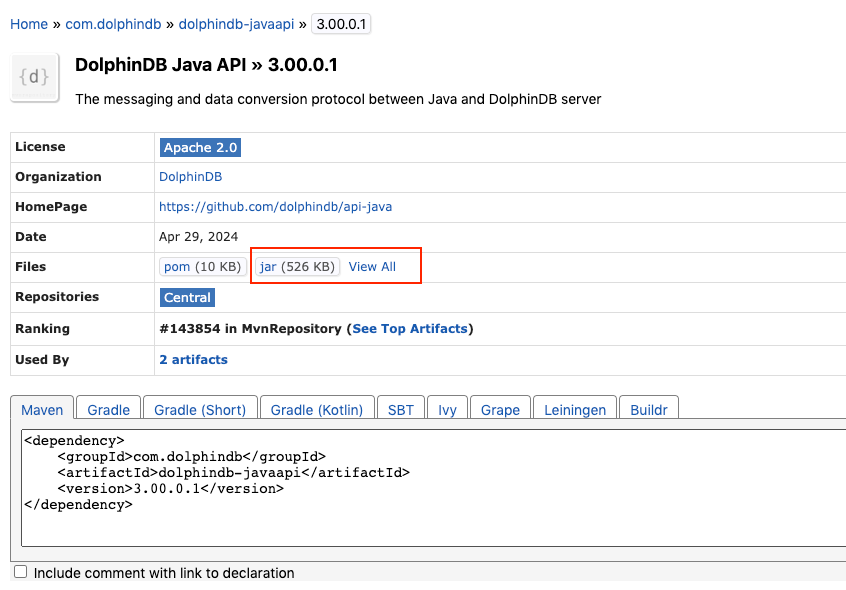 Home » com.dolphindb » dolphindb-javaapi » 3.00.0.1
{d}
DolphinDB Java API » 3.00.0.1
The messaging and data conversion protocol between Java and DolphinDB server
License Apache 2.0
Organization DolphinDB
HomePage https://github.com/dolphindb/api-java
Date Apr 29, 2024
Files pom (10 KB) jar (526 KB) View All
Repositories Central
Ranking #143854 in MvnRepository (See Top Artifacts)
Used By 2 artifacts
Maven Gradle Gradle (Short) Gradle (Kotlin) SBT Ivy Grape Leiningen Buildr
<dependency>
    <groupId>com.dolphindb</groupId>
    <artifactId>dolphindb-javaapi</artifactId>
    <version>3.00.0.1</version>
</dependency>
Include comment with link to declaration